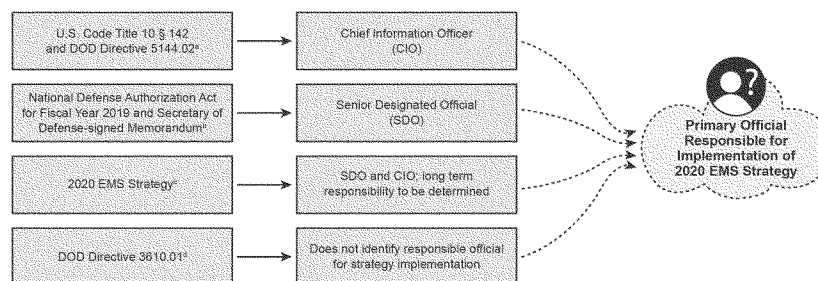 U.S. Code Title 10 § 142
and DOD Directive 5144.02ᵃ
Chief Information Officer
(CIO)
National Defense Authorization Act
for Fiscal Year 2019 and Secretary of
Defense-signed Memorandumᵇ
Senior Designated Official
(SDO)
2020 EMS Strategyᶜ
SDO and CIO; long term
responsibility to be determined
DOD Directive 3610.01ᵈ
Does not identify responsible official
for strategy implementation
?
Primary Official
Responsible for
Implementation of
2020 EMS Strategy